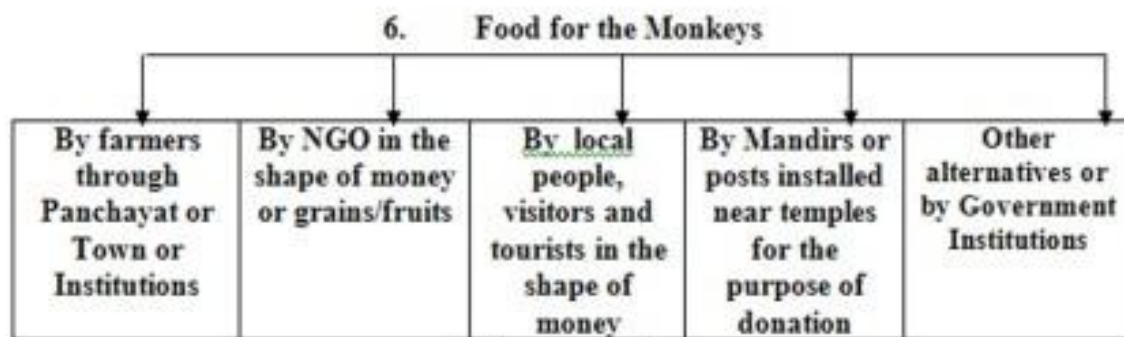 6. Food for the Monkeys
By farmers
through
Panchayat or
Town or
Institutions
By NGO in the
shape of money
or grains/fruits
By local
people,
visitors and
tourists in the
shape of
money
By Mandirs or
posts installed
near temples
for the
purpose of
donation
Other
alternatives or
by Government
Institutions